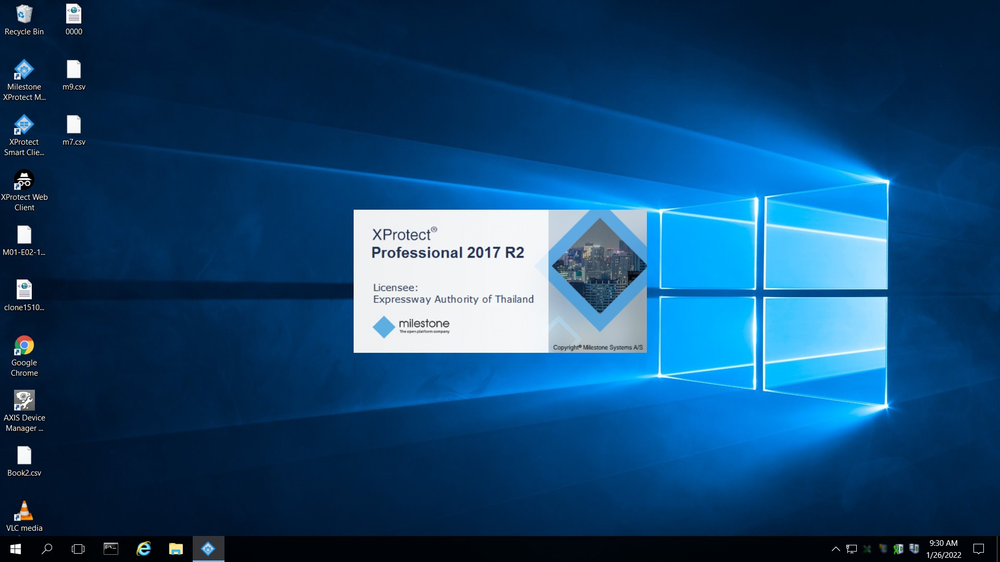 Recycle Bin
0000
Milestone
XProtect M...
m9.csv
XProtect
Smart Clie...
m7.csv
XProtect Web
Client
M01-E02-1...
clone1510...
Google
Chrome
AXIS Device
Manager ...
Book2.csv
VLC media
XProtect®
Professional 2017 R2
Licensee:
Expressway Authority of Thailand
milestone
The open platform company
Copyright© Milestone Systems A/S
C:\_
9:30 AM
1/26/2022